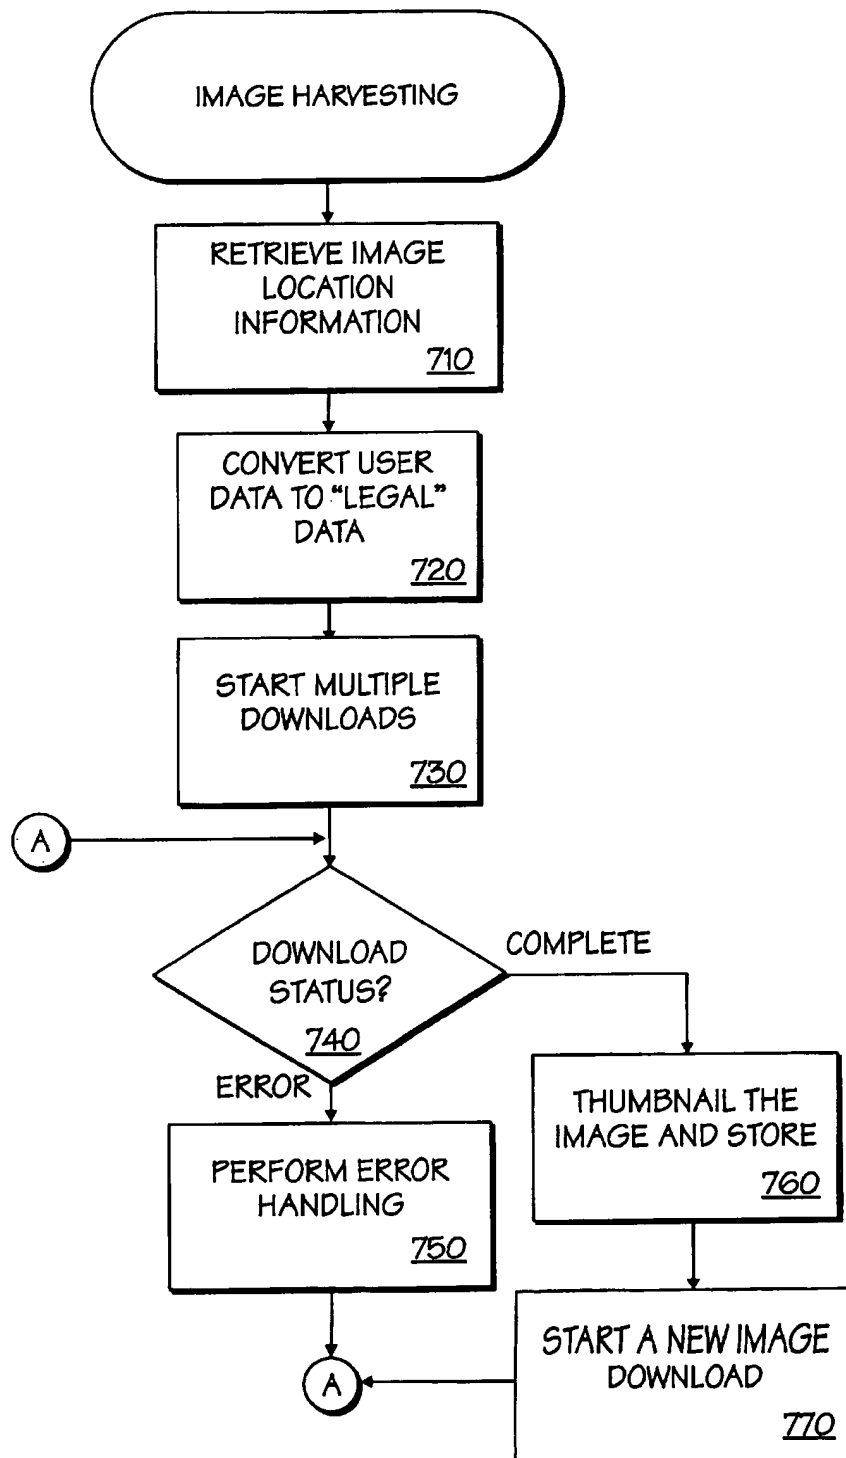 IMAGE HARVESTING
RETRIEVE IMAGE
LOCATION
INFORMATION
710
CONVERT USER
DATA TO "LEGAL"
DATA
720
START MULTIPLE
DOWNLOADS
730
A
DOWNLOAD
STATUS?
740
COMPLETE
ERROR
THUMBNAIL THE
IMAGE AND STORE
760
PERFORM ERROR
HANDLING
750
START A NEW IMAGE
DOWNLOAD
770
A